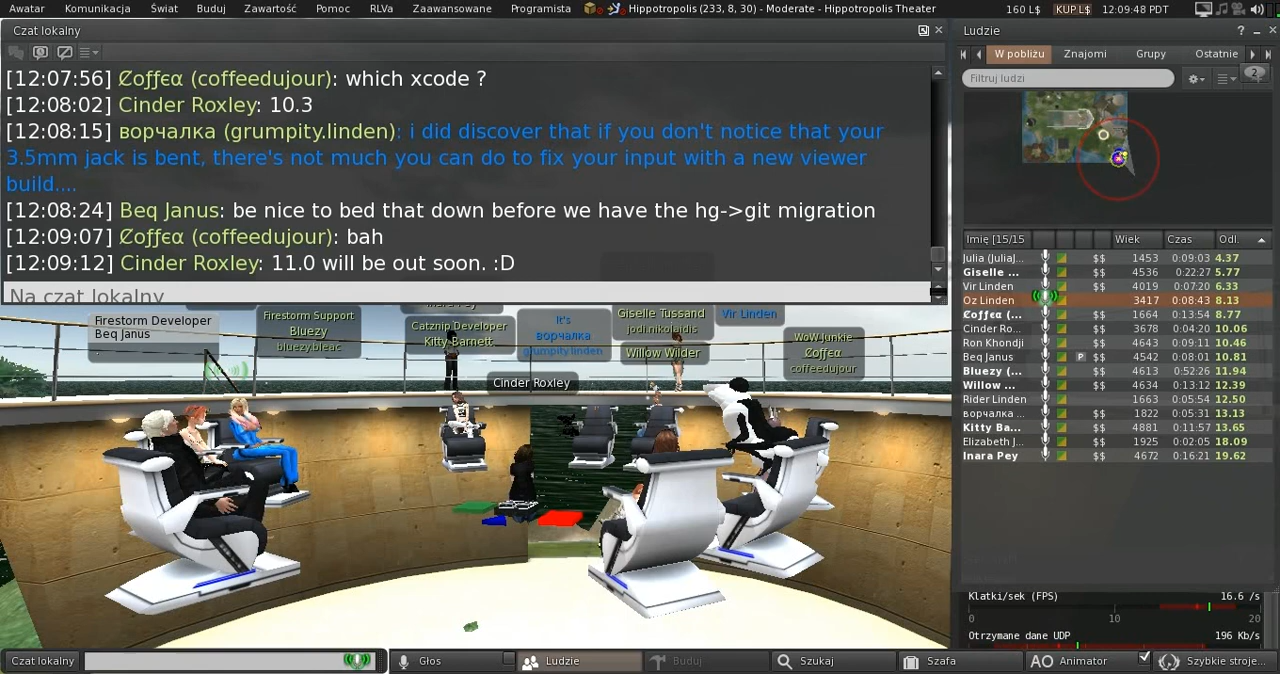 Awatar Komunikacja Świat Buduj Zawartość Pomoc RLVa Zaawansowane Programista Hippotropolis (233, 8, 30) - Moderate - Hippotropolis Theater 160 L$ KUP L$ 12:09:48 PDT
Czat lokalny
[12:07:56] Ȼσƒƒєα (coffeedujour): which xcode ?
[12:08:02] Cinder Roxley: 10.3
[12:08:15] ворчалка (grumpity.linden): i did discover that if you don't notice that your
3.5mm jack is bent, there's not much you can do to fix your input with a new viewer
build....
[12:08:24] Beq Janus: be nice to bed that down before we have the hg->git migration
[12:09:07] Ȼσƒƒєα (coffeedujour): bah
[12:09:12] Cinder Roxley: 11.0 will be out soon. :D
Na czat lokalny
Firestorm Developer
Beq Janus
Firestorm Support
Bluezy
bluezy.bleac
Catznip Developer
Kitty Barnett
It's
ворчалка
grumpity.linden
Giselle Tussand
jodi.nikolaidis
Willow Wilder
Vir Linden
WoW Junkie
Ȼσƒƒєα
coffeedujour
Cinder Roxley
Ludzie
? _ ×
W pobliżu Znajomi Grupy Ostatnie
Filtruj ludzi
2
Imię [15/15 Wiek Czas Odl.
Julia (JuliaJ... $$ 1453 0:09:03 4.37
Giselle ... $$ 4536 0:22:27 5.77
Vir Linden $$ 4019 0:07:20 6.33
Oz Linden 3417 0:08:43 8.13
Ȼσƒƒєα (... $$ 1664 0:13:54 8.77
Cinder Ro... $$ 3678 0:04:20 10.06
Ron Khondji $$ 4643 0:09:11 10.46
Beq Janus P $$ 4542 0:08:01 10.81
Bluezy (... $$ 4613 0:52:26 11.94
Willow ... $$ 4634 0:13:12 12.39
Rider Linden 1663 0:05:54 12.50
ворчалка ... $$ 1822 0:05:31 13.13
Kitty Ba... $$ 4881 0:11:57 13.65
Elizabeth J... $$ 1925 0:02:05 18.09
Inara Pey $$ 4672 0:16:21 19.62
Klatki/sek (FPS) 16.6 /s
0 10 20
Otrzymane dane UDP 196 Kb/s
Czat lokalny Głos Ludzie Buduj Szukaj Szafa AO Animator Szybkie stroje...